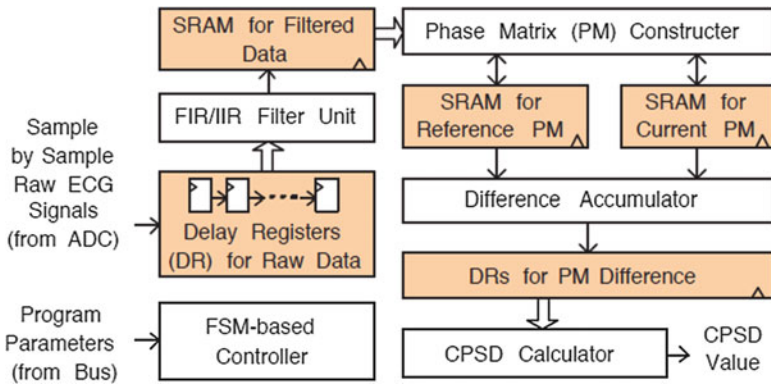 SRAM for Filtered
Data
Phase Matrix (PM) Constructer
FIR/IIR Filter Unit
SRAM for
Reference PM
SRAM for
Current PM
Sample
by Sample
Raw ECG
Signals
(from ADC)
Delay Registers
(DR) for Raw Data
Difference Accumulator
DRs for PM Difference
Program
Parameters
(from Bus)
FSM-based
Controller
CPSD Calculator
CPSD
Value